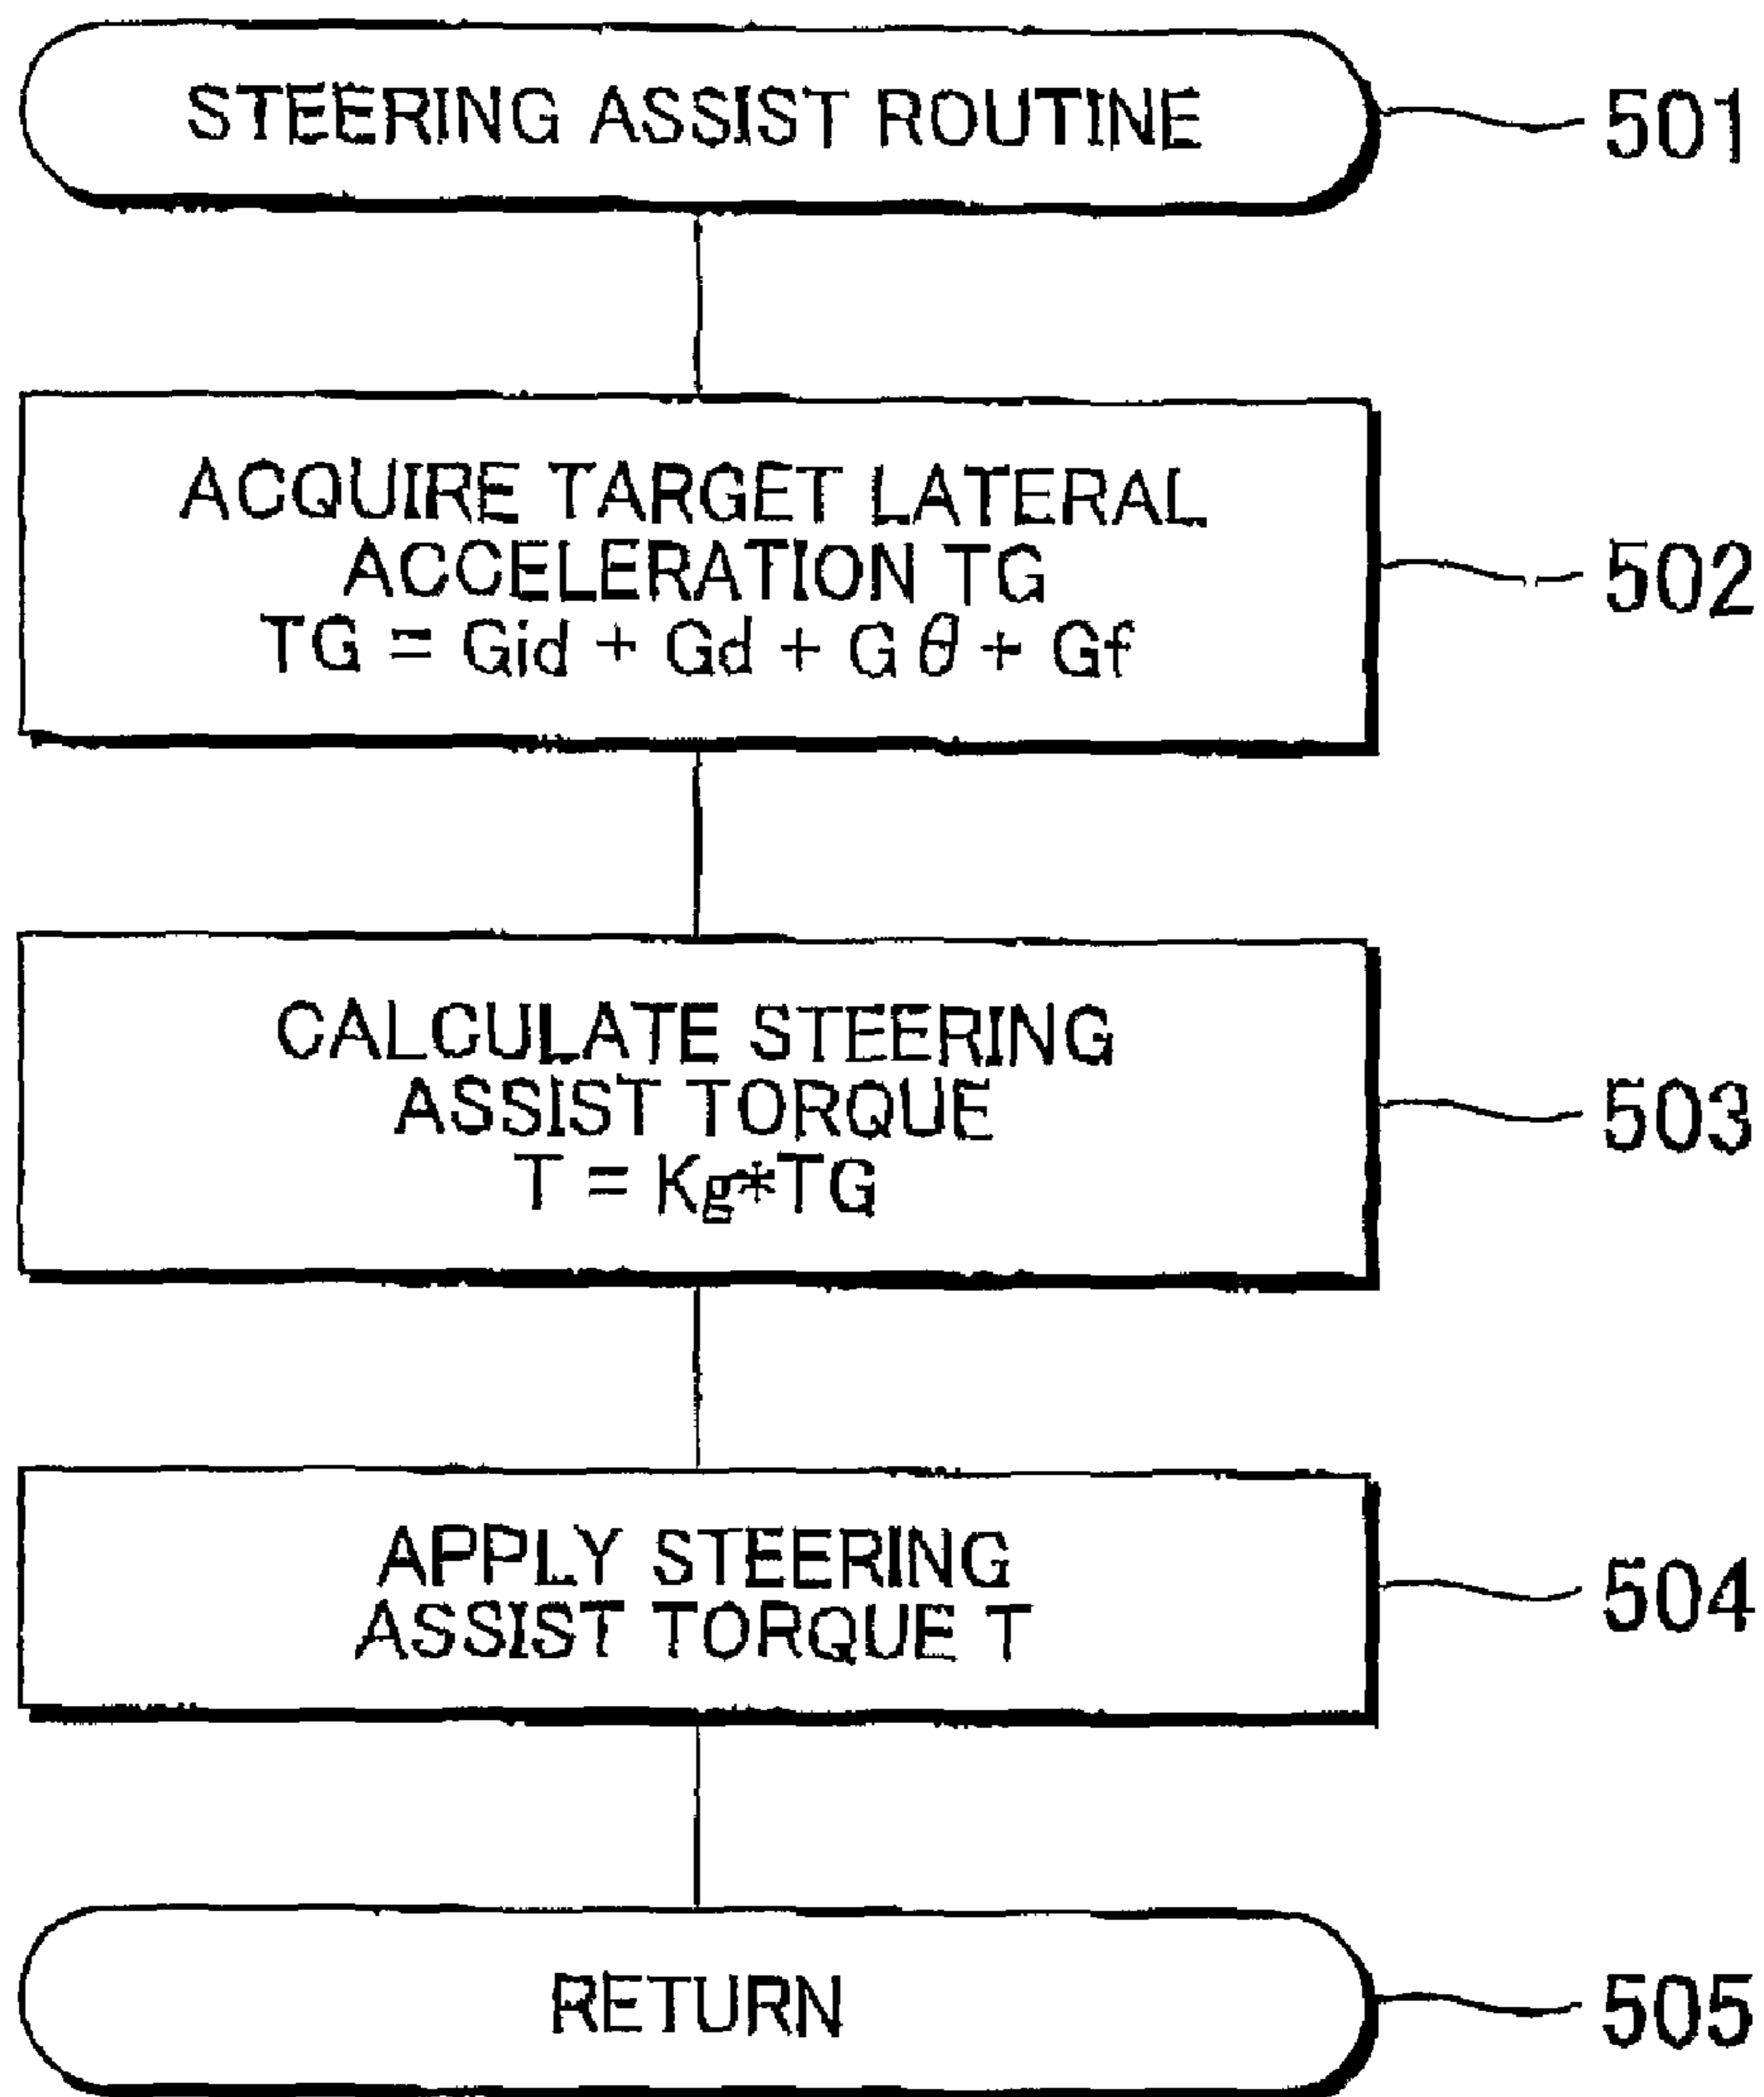 STEERING ASSIST ROUTINE
501
ACQUIRE TARGET LATERAL
ACCELERATION TG
TG = Gid + Gd + Gθ + Gf
502
CALCULATE STEERING
ASSIST TORQUE
T = Kg*TG
503
APPLY STEERING
ASSIST TORQUE T
504
RETURN
505